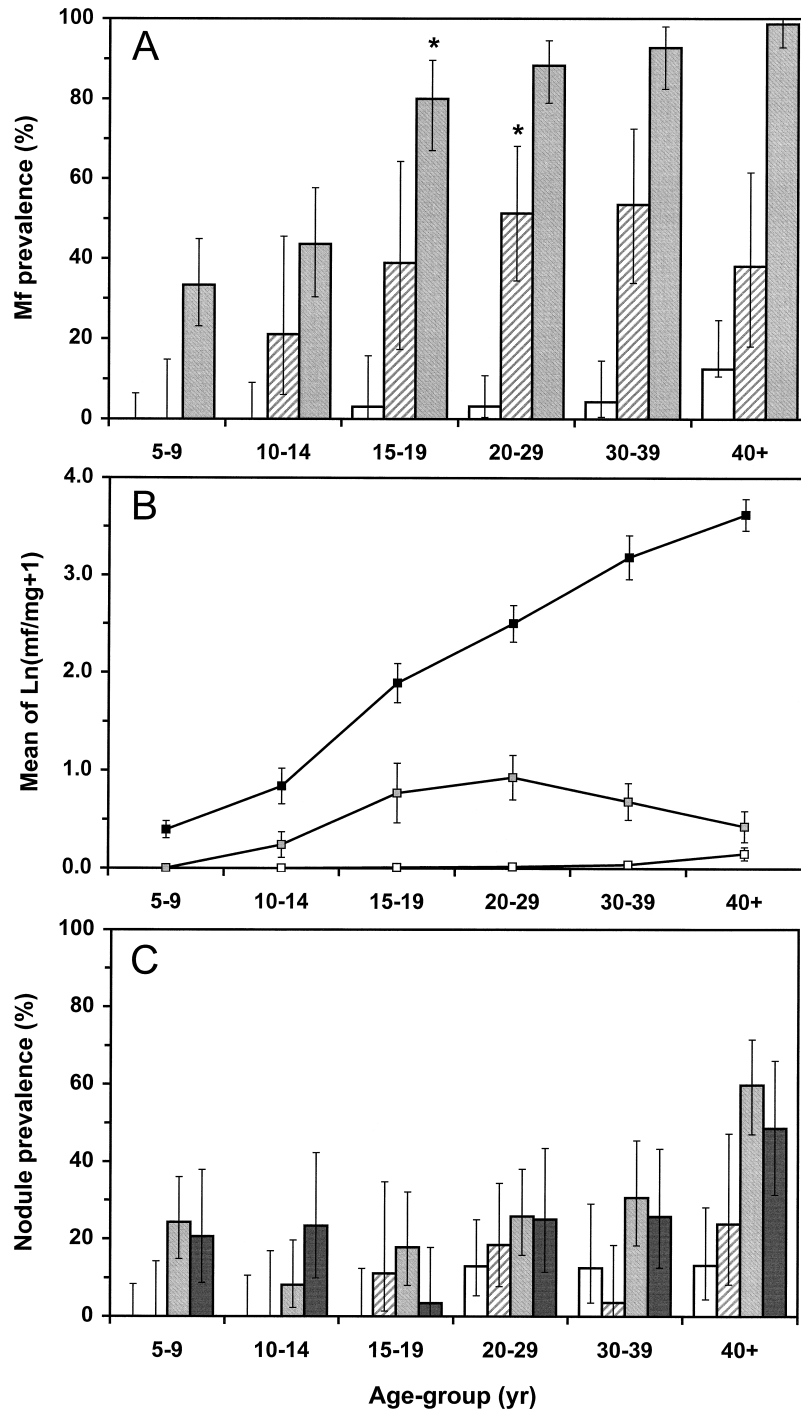 A
Mf prevalence (%)
100
80
60
40
20
0
*
*
5-9 10-14 15-19 20-29 30-39 40+
B
Mean of Ln(mf/mg+1)
4.0
3.0
2.0
1.0
0.0
5-9 10-14 15-19 20-29 30-39 40+
C
Nodule prevalence (%)
100
80
60
40
20
0
5-9 10-14 15-19 20-29 30-39 40+
Age-group (yr)